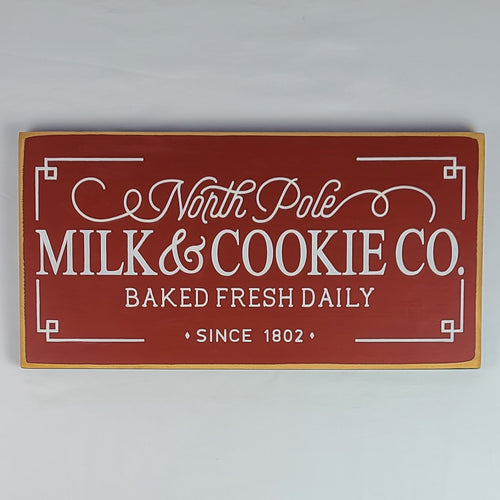 North Pole
MILK & COOKIE CO.
BAKED FRESH DAILY
• SINCE 1802 •